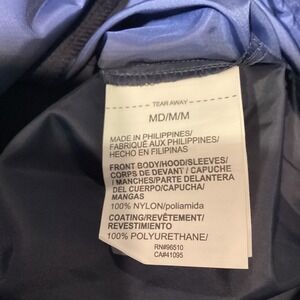 TEAR AWAY
MD/M/M
MADE IN PHILIPPINES/
FABRIQUÉ AUX PHILIPPINES/
HECHO EN FILIPINAS
FRONT BODY/HOOD/SLEEVES/
CORPS DE DEVANT / CAPUCHE
/ MANCHES/PARTE DELANTERA
DEL CUERPO/CAPUCHA/
MANGAS
100% NYLON/poliamida
COATING/REVÊTEMENT/
REVESTIMIENTO
100% POLYURETHANE/
RN#96510
CA#41095